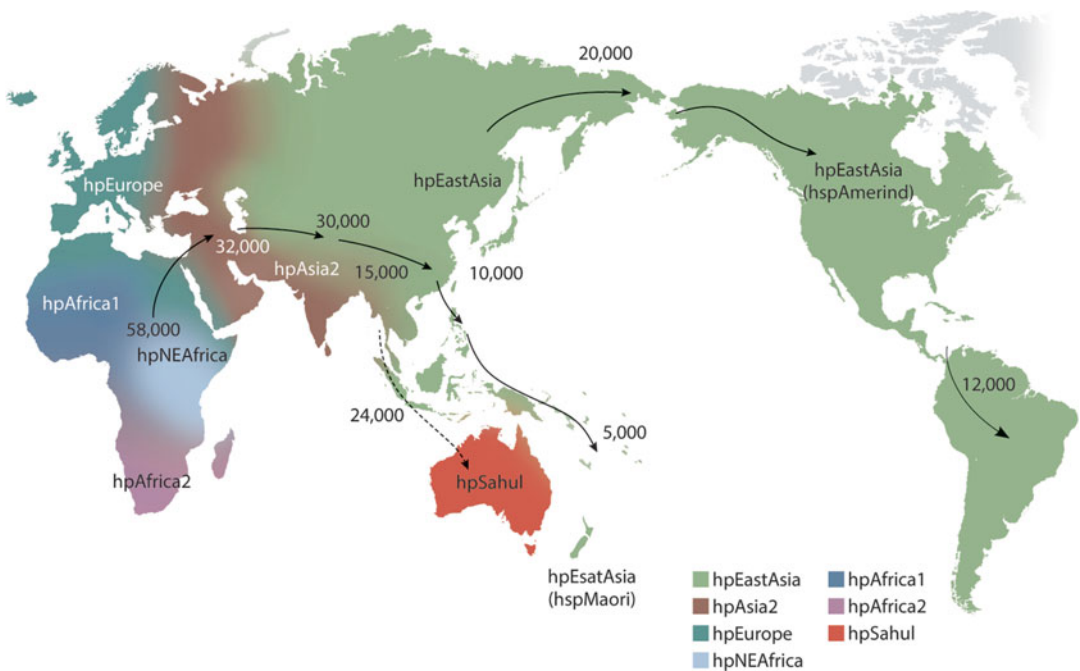 20,000
hpEastAsia
hpEastAsia
(hspAmerind)
hpEurope
30,000
32,000
hpAsia2
15,000
10,000
hpAfrica1
58,000
hpNEAfrica
12,000
24,000
5,000
hpAfrica2
hpSahul
hpEsatAsia
(hspMaori)
hpEastAsia
hpAfrica1
hpAsia2
hpAfrica2
hpEurope
hpSahul
hpNEAfrica